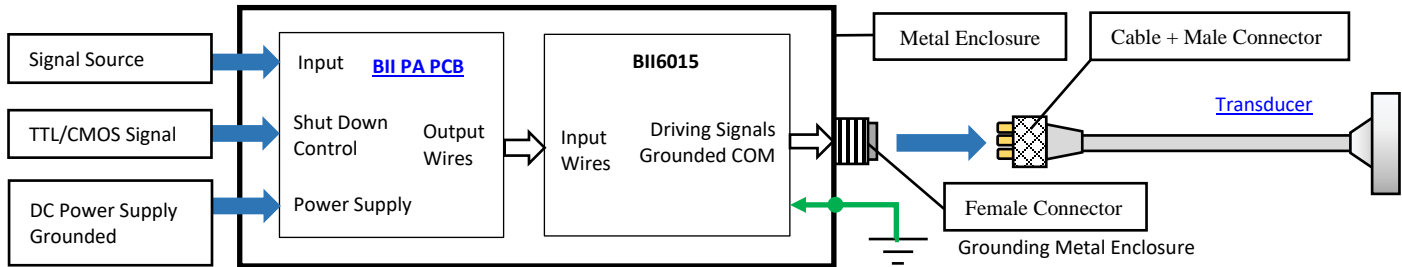 Signal Source
TTL/CMOS Signal
DC Power Supply
Grounded
Input
BII PA PCB
Shut Down
Control
Output
Wires
Power Supply
BII6015
Input
Wires
Driving Signals
Grounded COM
Metal Enclosure
Cable + Male Connector
Transducer
Female Connector
Grounding Metal Enclosure